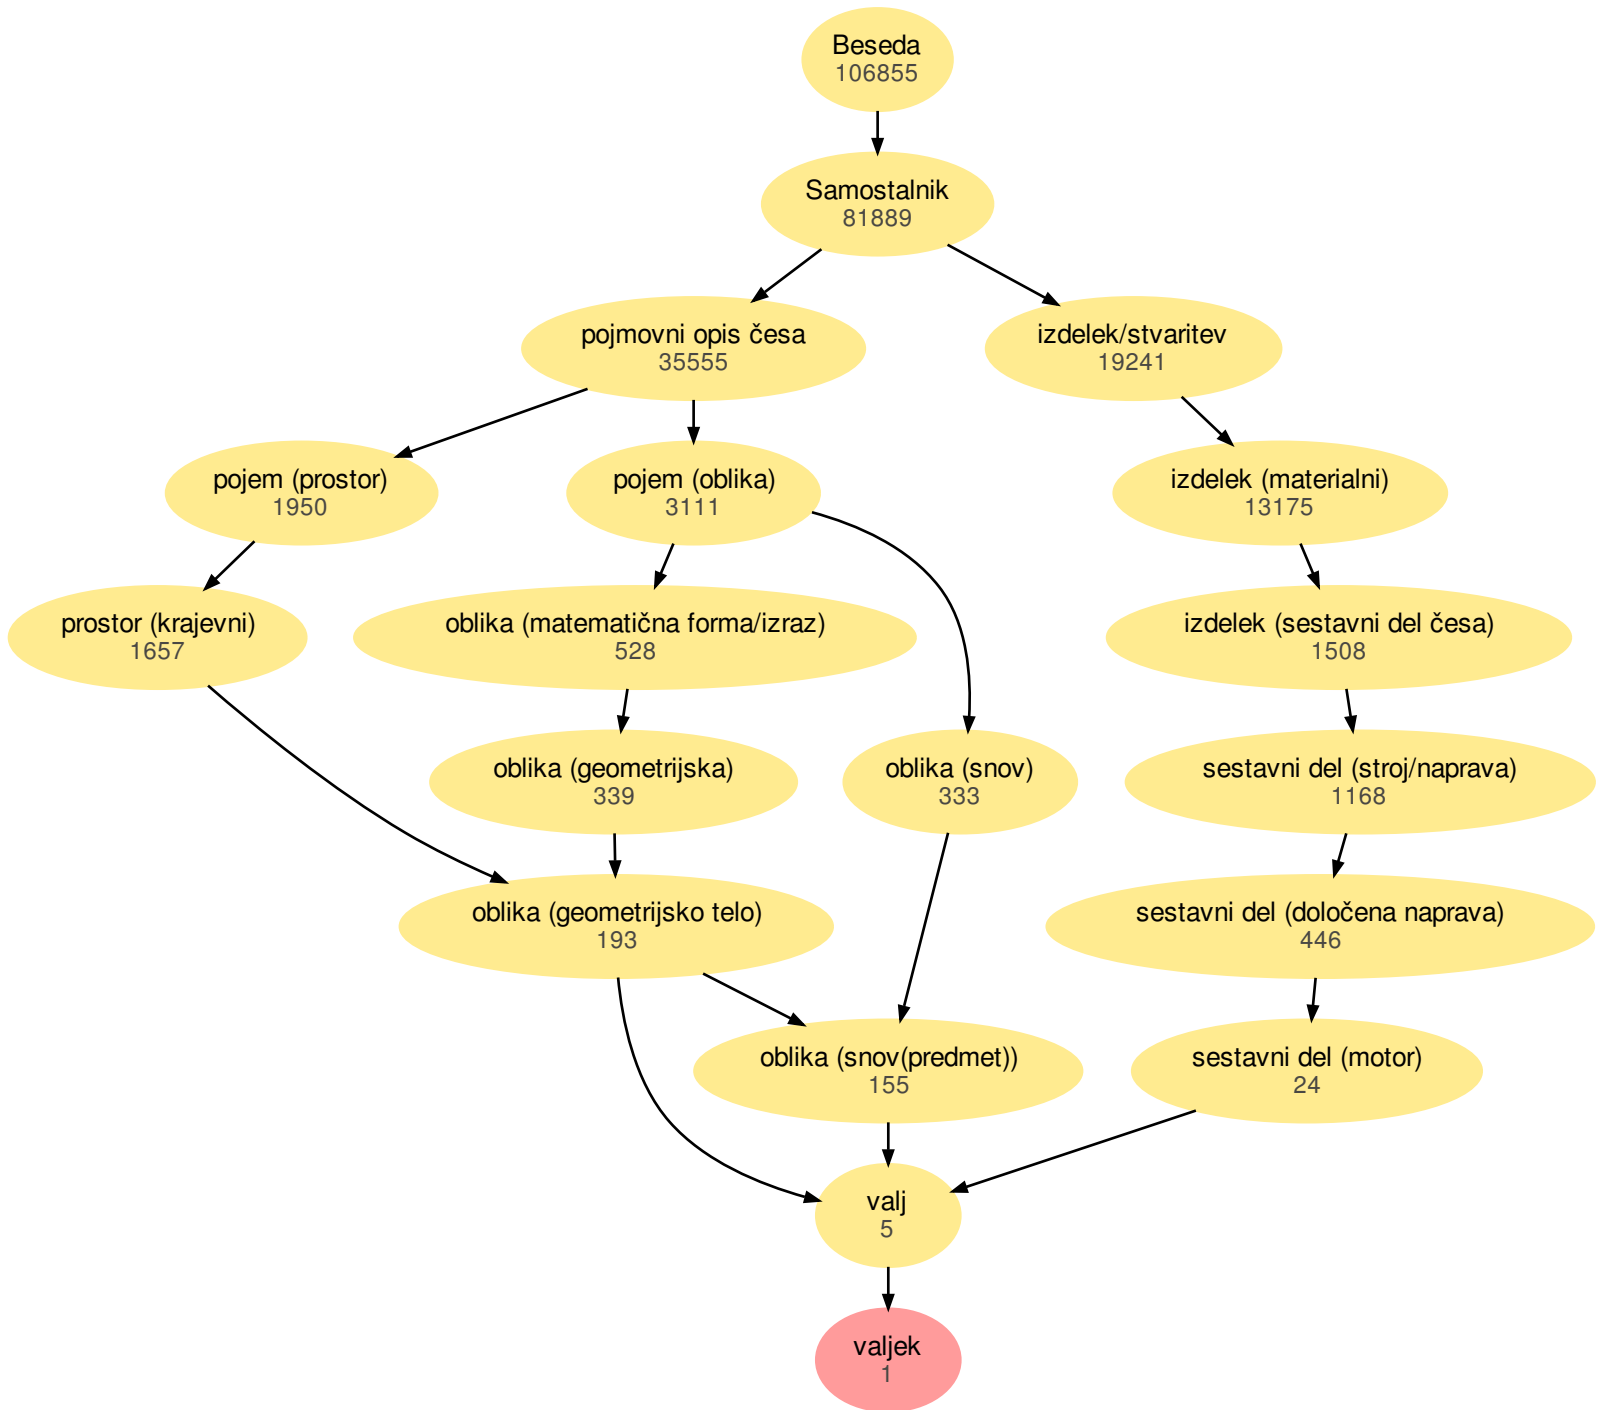 Beseda
106855
Samostalnik
81889
pojmovni opis česa
35555
izdelek/stvaritev
19241
pojem (prostor)
1950
pojem (oblika)
3111
izdelek (materialni)
13175
prostor (krajevni)
1657
oblika (matematična forma/izraz)
528
izdelek (sestavni del česa)
1508
oblika (geometrijska)
339
oblika (snov)
333
sestavni del (stroj/naprava)
1168
oblika (geometrijsko telo)
193
sestavni del (določena naprava)
446
oblika (snov(predmet))
155
sestavni del (motor)
24
valj
5
valjek
1